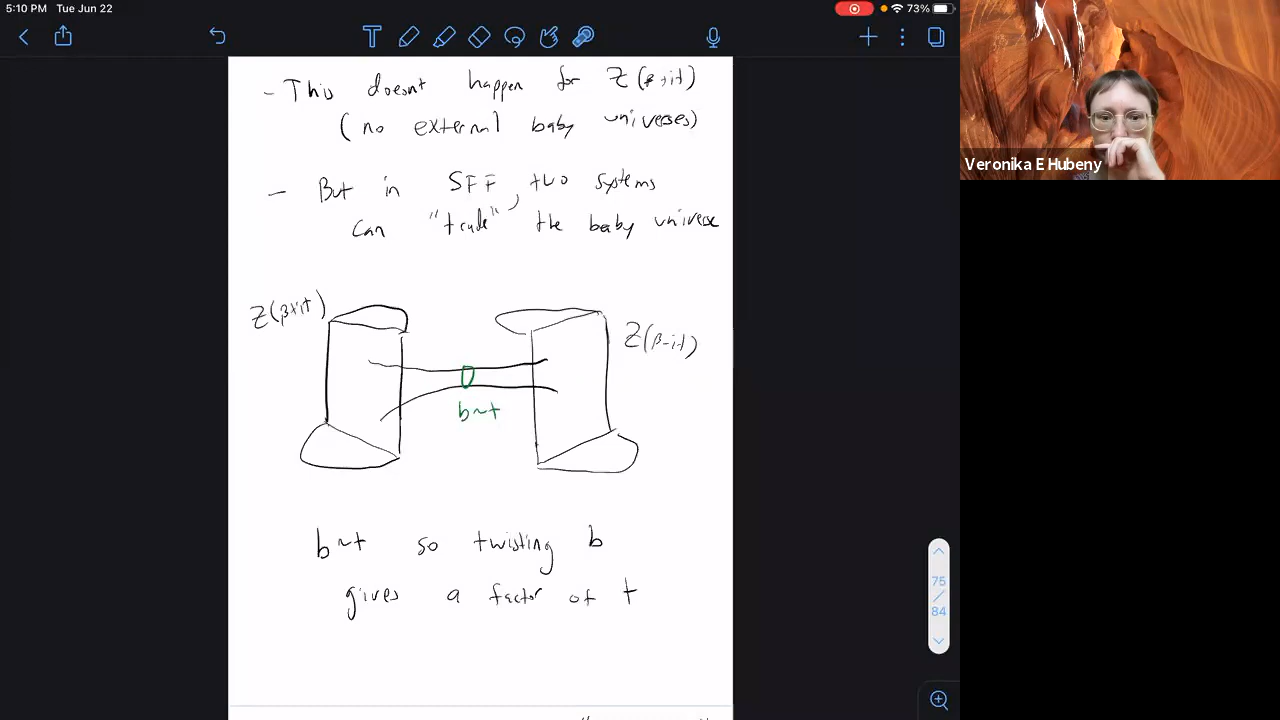 5:10 PM Tue Jun 22
73%
- This doesnt happen for Z(β+it)
(no external baby universes)
- But in SFF, two systems
can "trade" the baby universe
Z(β+it)
Z(β-it)
b~t
b~t so twisting b
gives a factor of t
75
/
84
Veronika E Hubeny